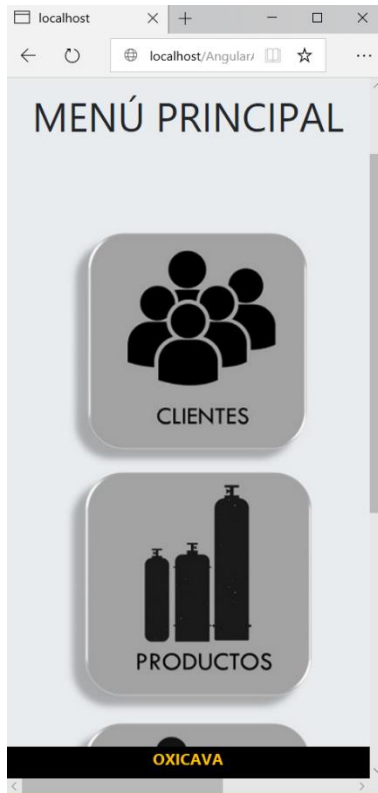 localhost
localhost/Angular/
MENÚ PRINCIPAL
CLIENTES
PRODUCTOS
OXICAVA